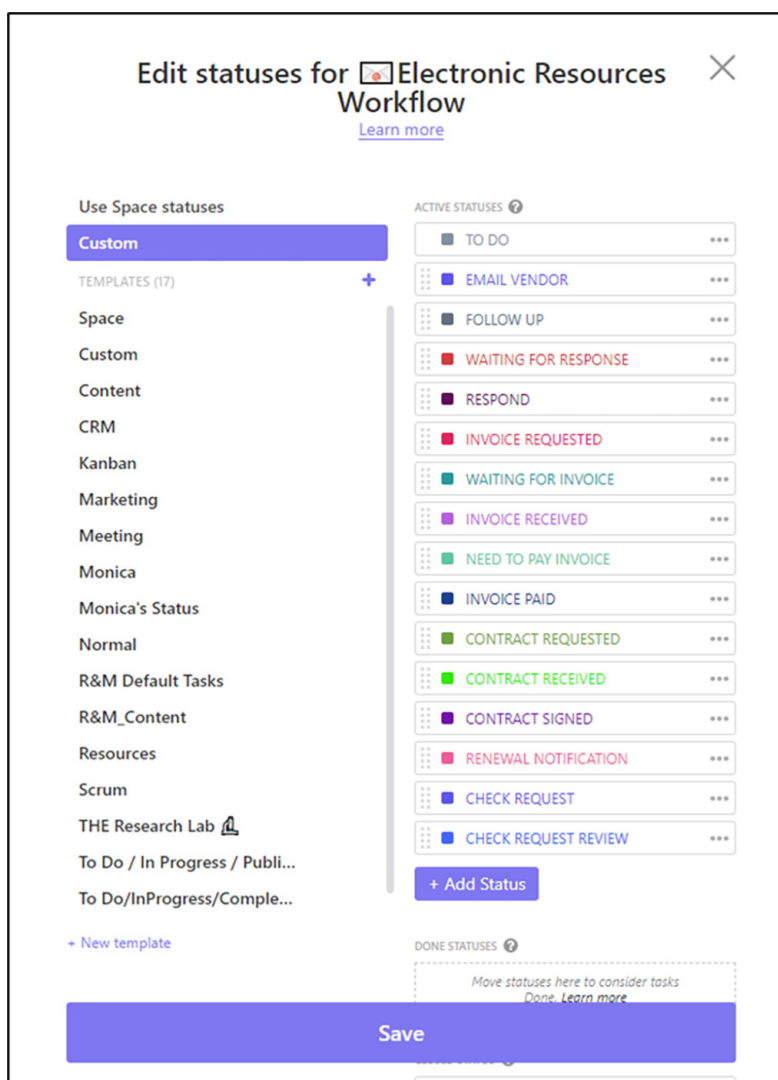 Edit statuses for Electronic Resources
Workflow
Learn more
Use Space statuses
Custom
TEMPLATES (17)
+
Space
Custom
Content
CRM
Kanban
Marketing
Meeting
Monica
Monica's Status
Normal
R&M Default Tasks
R&M_Content
Resources
Scrum
THE Research Lab
To Do / In Progress / Publi...
To Do/InProgress/Comple...
+ New template
ACTIVE STATUSES ?
TO DO
EMAIL VENDOR
FOLLOW UP
WAITING FOR RESPONSE
RESPOND
INVOICE REQUESTED
WAITING FOR INVOICE
INVOICE RECEIVED
NEED TO PAY INVOICE
INVOICE PAID
CONTRACT REQUESTED
CONTRACT RECEIVED
CONTRACT SIGNED
RENEWAL NOTIFICATION
CHECK REQUEST
CHECK REQUEST REVIEW
+ Add Status
DONE STATUSES ?
Move statuses here to consider tasks
Done. Learn more
Save